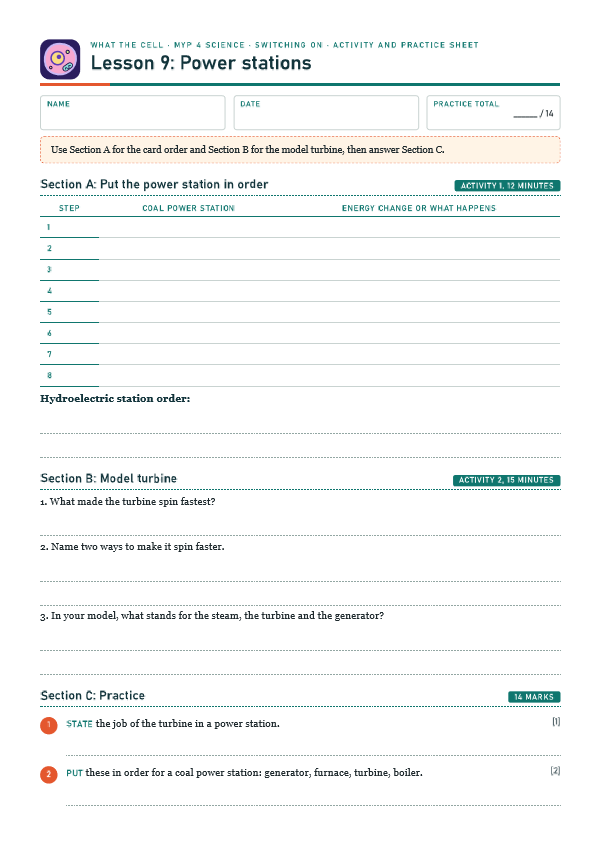 WHAT THE CELL · MYP 4 SCIENCE · SWITCHING ON · ACTIVITY AND PRACTICE SHEET
Lesson 9: Power stations
NAME
DATE
PRACTICE TOTAL
_____ / 14
Use Section A for the card order and Section B for the model turbine, then answer Section C.
Section A: Put the power station in order
ACTIVITY 1, 12 MINUTES
STEP COAL POWER STATION ENERGY CHANGE OR WHAT HAPPENS
1
2
3
4
5
6
7
8
Hydroelectric station order:
Section B: Model turbine
ACTIVITY 2, 15 MINUTES
1. What made the turbine spin fastest?
2. Name two ways to make it spin faster.
3. In your model, what stands for the steam, the turbine and the generator?
Section C: Practice
14 MARKS
1 STATE the job of the turbine in a power station. [1]
2 PUT these in order for a coal power station: generator, furnace, turbine, boiler. [2]